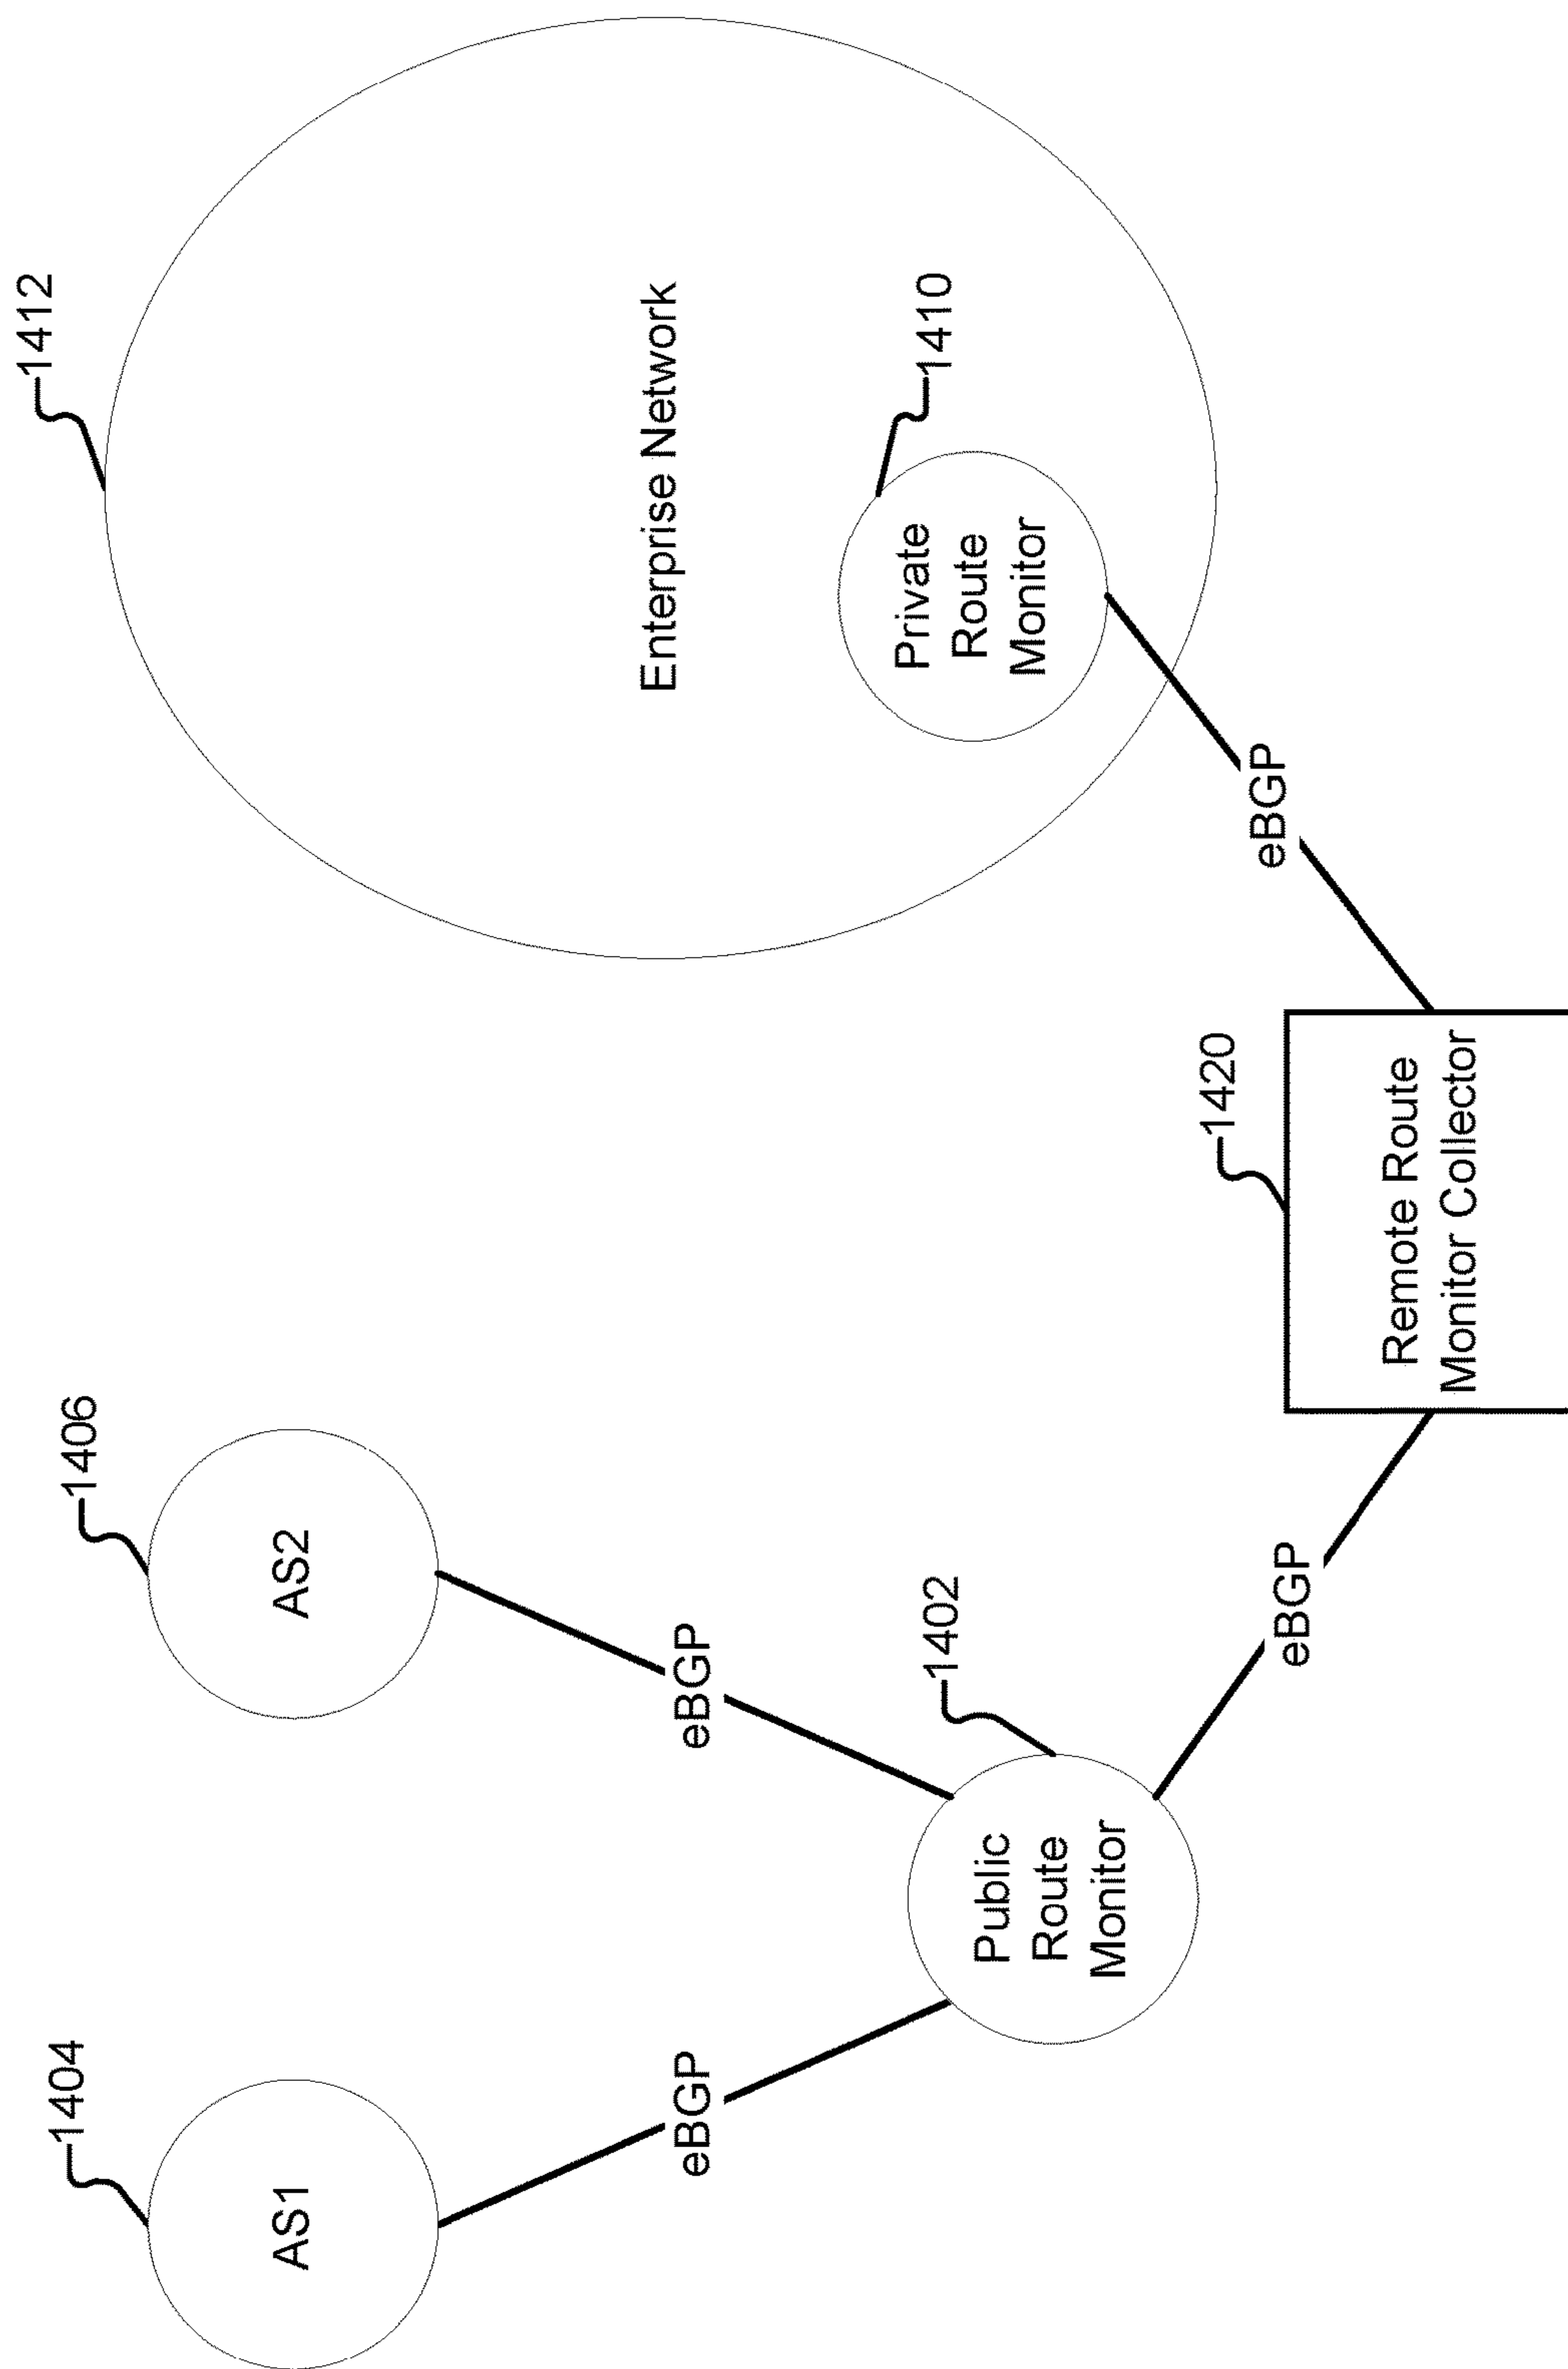 1404
AS1
1406
AS2
1412
Enterprise Network
eBGP
eBGP
1402
Public
Route
Monitor
1410
Private
Route
Monitor
eBGP
eBGP
1420
Remote Route
Monitor Collector